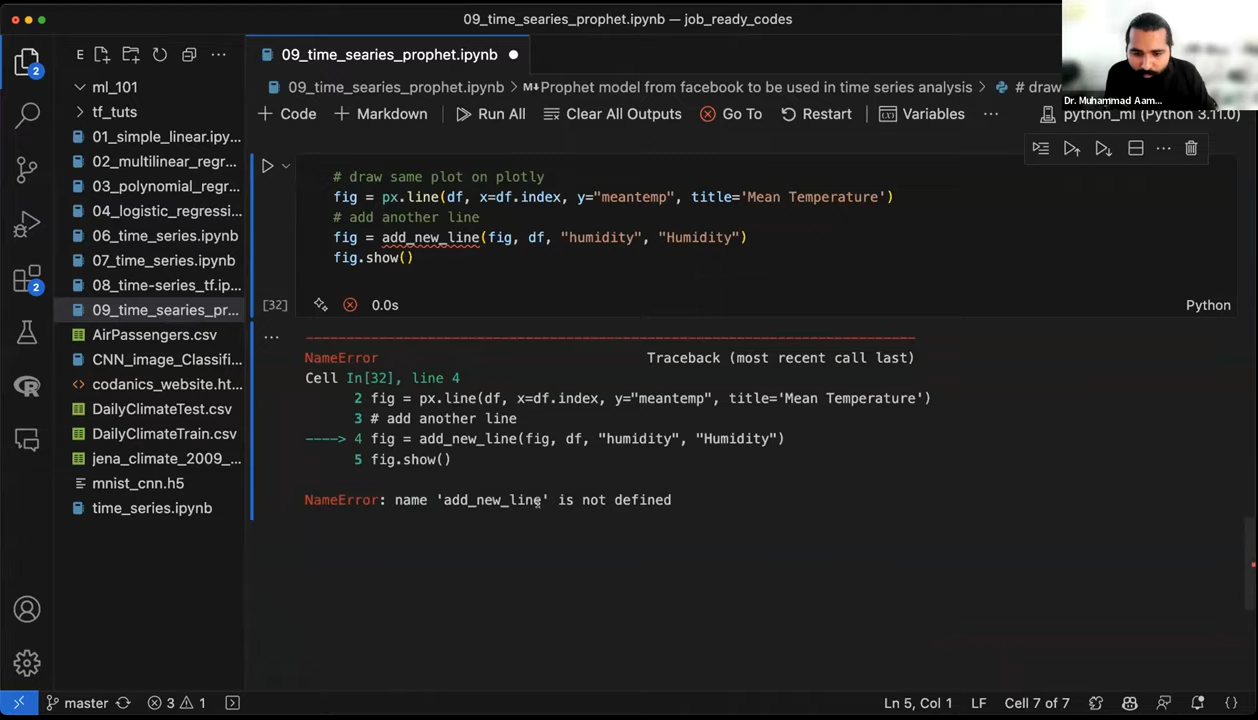 09_time_searies_prophet.ipynb — job_ready_codes
Dr. Muhammad Aam...
E
09_time_searies_prophet.ipynb
ml_101
tf_tuts
01_simple_linear.ipy...
02_multilinear_regr...
03_polynomial_regr...
04_logistic_regressi...
06_time_series.ipynb
07_time_series.ipynb
08_time-series_tf.ip...
09_time_searies_pr...
AirPassengers.csv
CNN_image_Classifi...
codanics_website.ht...
DailyClimateTest.csv
DailyClimateTrain.csv
jena_climate_2009_...
mnist_cnn.h5
time_series.ipynb
2
2
09_time_searies_prophet.ipynb > M↓Prophet model from facebook to be used in time series analysis > # draw
+ Code + Markdown Run All Clear All Outputs Go To Restart Variables ... python_ml (Python 3.11.0)
# draw same plot on plotly
fig = px.line(df, x=df.index, y="meantemp", title='Mean Temperature')
# add another line
fig = add_new_line(fig, df, "humidity", "Humidity")
fig.show()
[32] 0.0s Python
NameError Traceback (most recent call last)
Cell In[32], line 4
2 fig = px.line(df, x=df.index, y="meantemp", title='Mean Temperature')
3 # add another line
----> 4 fig = add_new_line(fig, df, "humidity", "Humidity")
5 fig.show()
NameError: name 'add_new_line' is not defined
master 3 1 Ln 5, Col 1 LF Cell 7 of 7